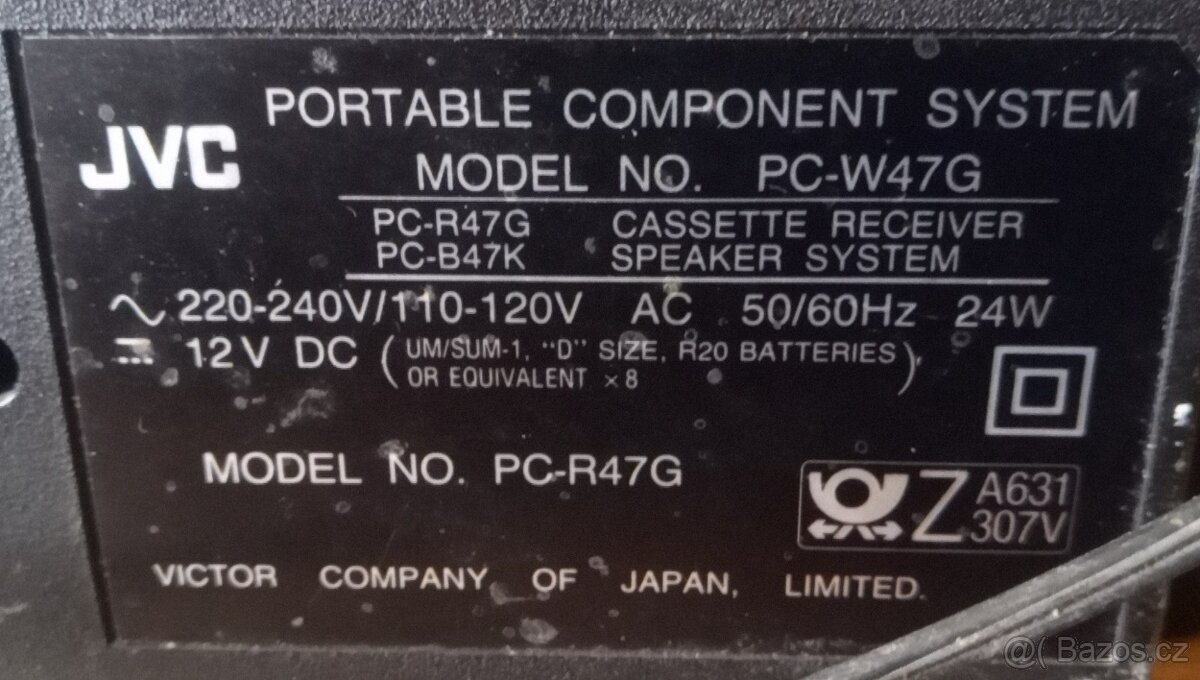 PORTABLE COMPONENT SYSTEM
JVC
MODEL NO. PC-W47G
PC-R47G CASSETTE RECEIVER
PC-B47K SPEAKER SYSTEM
220-240V/110-120V AC 50/60Hz 24W
12V DC (UM/SUM-1, "D" SIZE, R20 BATTERIES
OR EQUIVALENT ×8)
MODEL NO. PC-R47G
Z A631
307V
VICTOR COMPANY OF JAPAN, LIMITED.
@( Bazos.cz